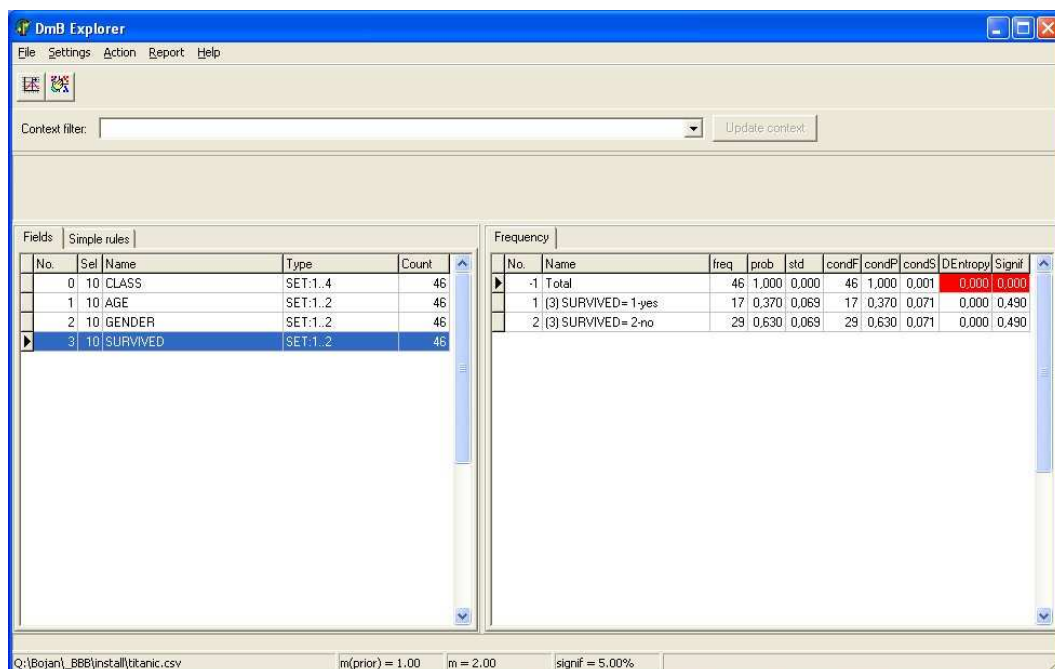 DmB Explorer
File Settings Action Report Help
Context filter: Update context
Fields Simple rules
No. Sel Name Type Count
0 10 CLASS SET:1..4 46
1 10 AGE SET:1..2 46
2 10 GENDER SET:1..2 46
3 10 SURVIVED SET:1..2 46
Frequency
No. Name freq prob std condF condP condS DEntropy Signif
-1 Total 46 1,000 0,000 46 1,000 0,001 0,000 0,000
1 (3) SURVIVED= 1-yes 17 0,370 0,069 17 0,370 0,071 0,000 0,490
2 (3) SURVIVED= 2-no 29 0,630 0,069 29 0,630 0,071 0,000 0,490
Q:\Bojan\_BBB\install\titanic.csv m(prior) = 1.00 m = 2.00 signif = 5.00%